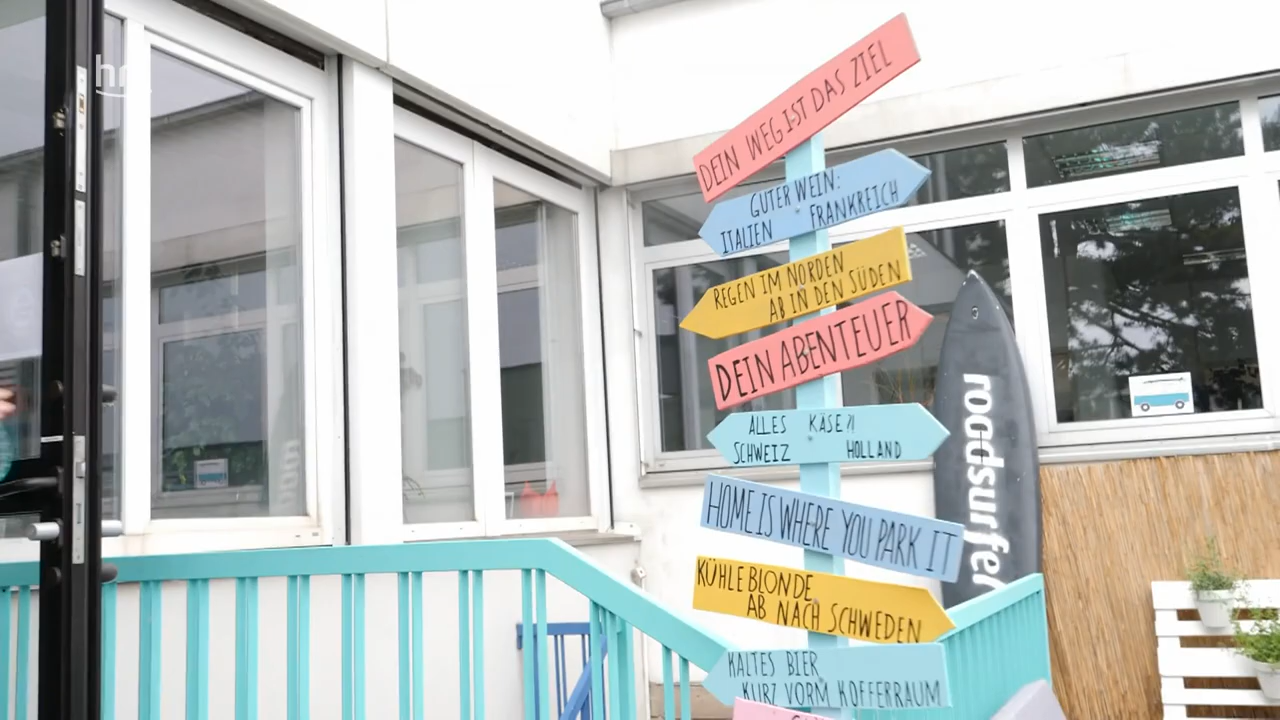 hr
DEIN WEG IST DAS ZIEL
GUTER WEIN:
ITALIEN FRANKREICH
REGEN IM NORDEN
AB IN DEN SÜDEN
DEIN ABENTEUER
ALLES KÄSE?!
SCHWEIZ HOLLAND
HOME IS WHERE YOU PARK IT
KÜHLE BLONDE
AB NACH SCHWEDEN
KALTES BIER
KURZ VORM KOFFERRAUM
roadsurfer